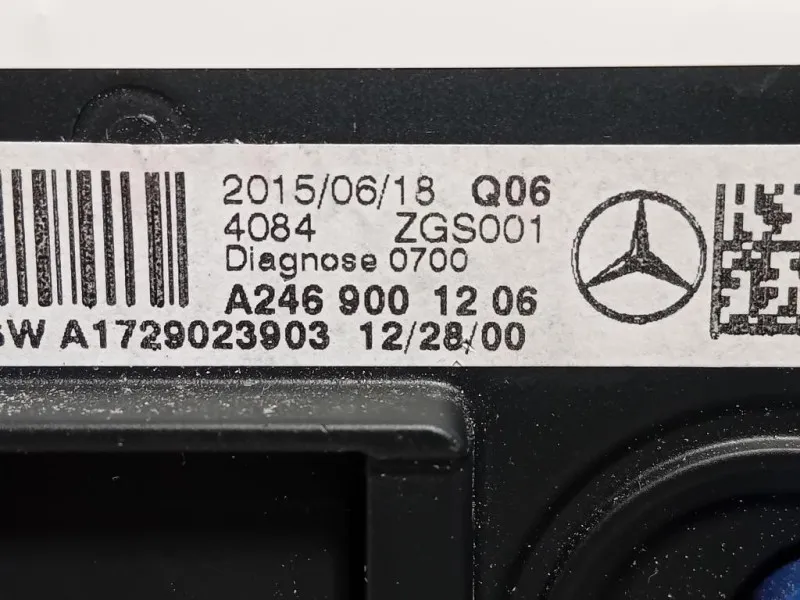 2015/06/18 Q06
4084 ZGS001
Diagnose 0700
A246 900 12 06
SW A1729023903 12/28/00